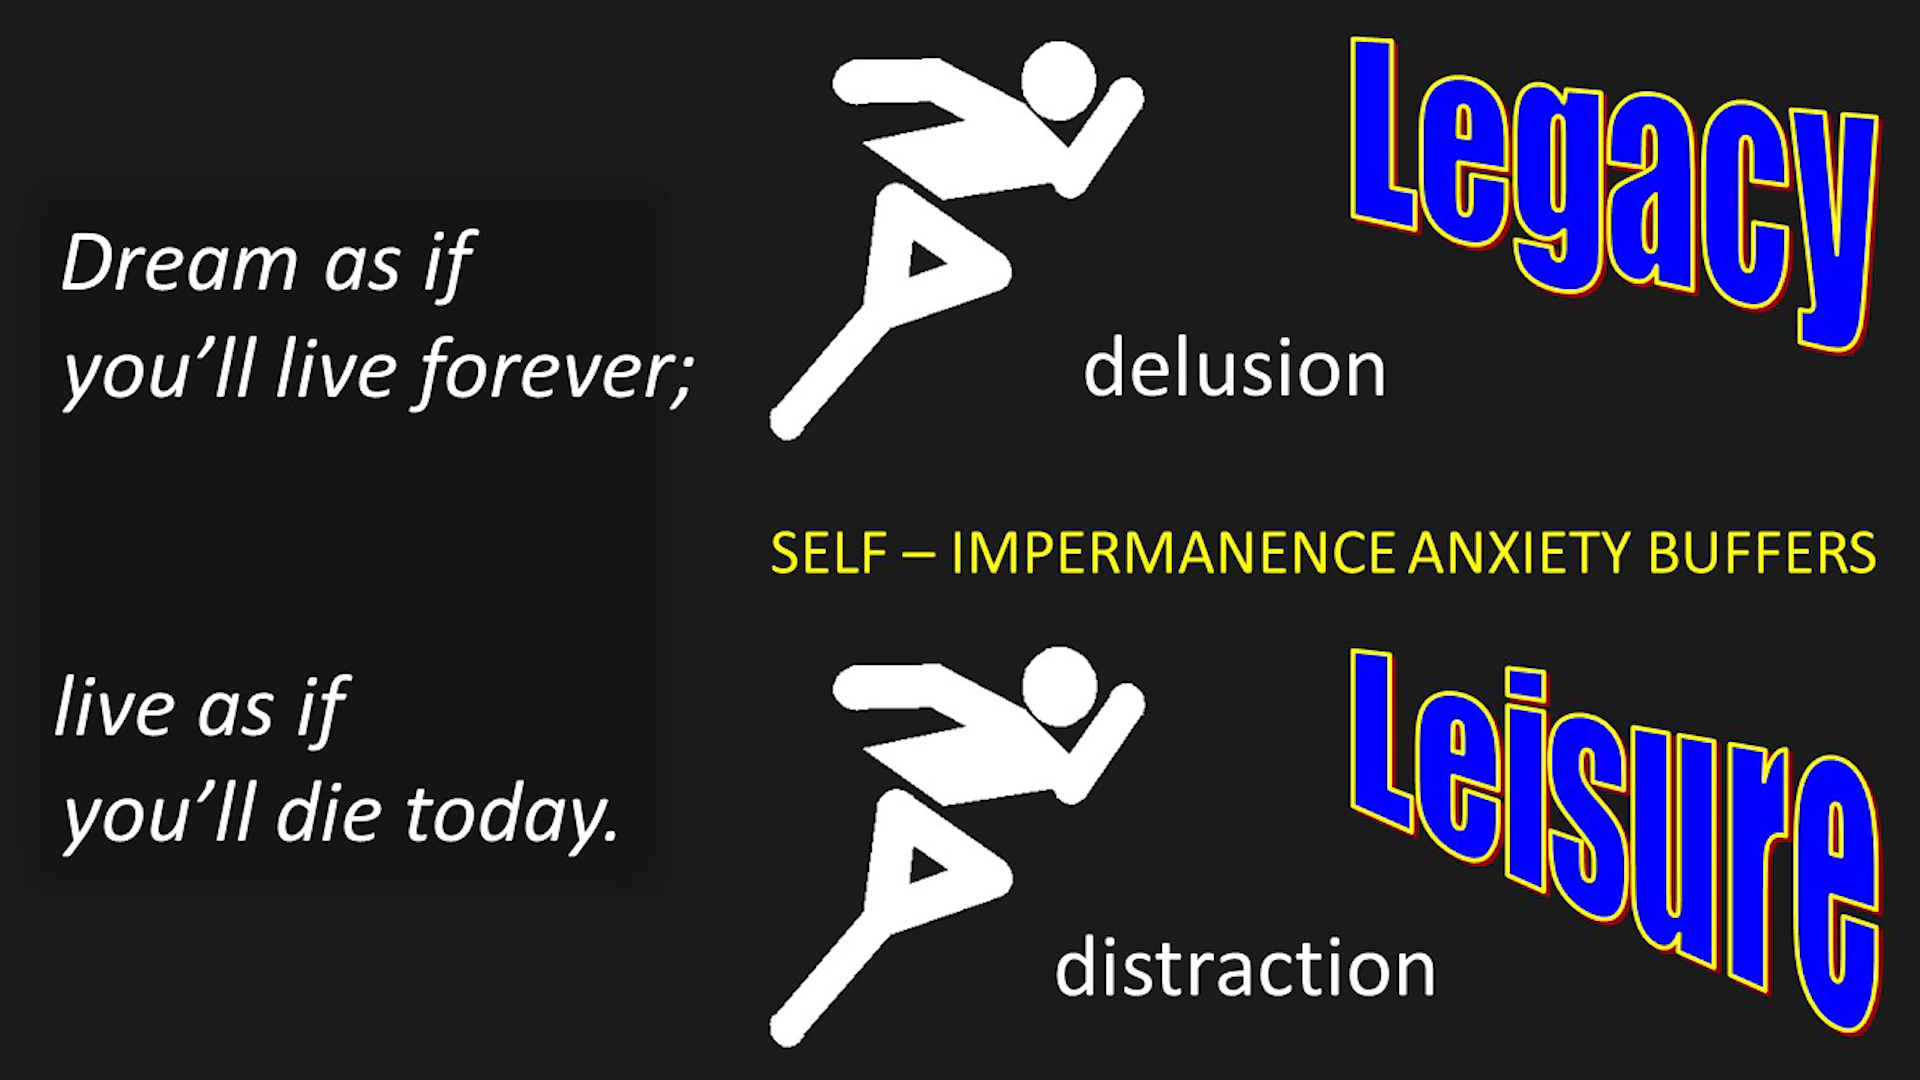 Dream as if
you’ll live forever;
delusion
Legacy
SELF – IMPERMANENCE ANXIETY BUFFERS
live as if
you’ll die today.
distraction
Leisure